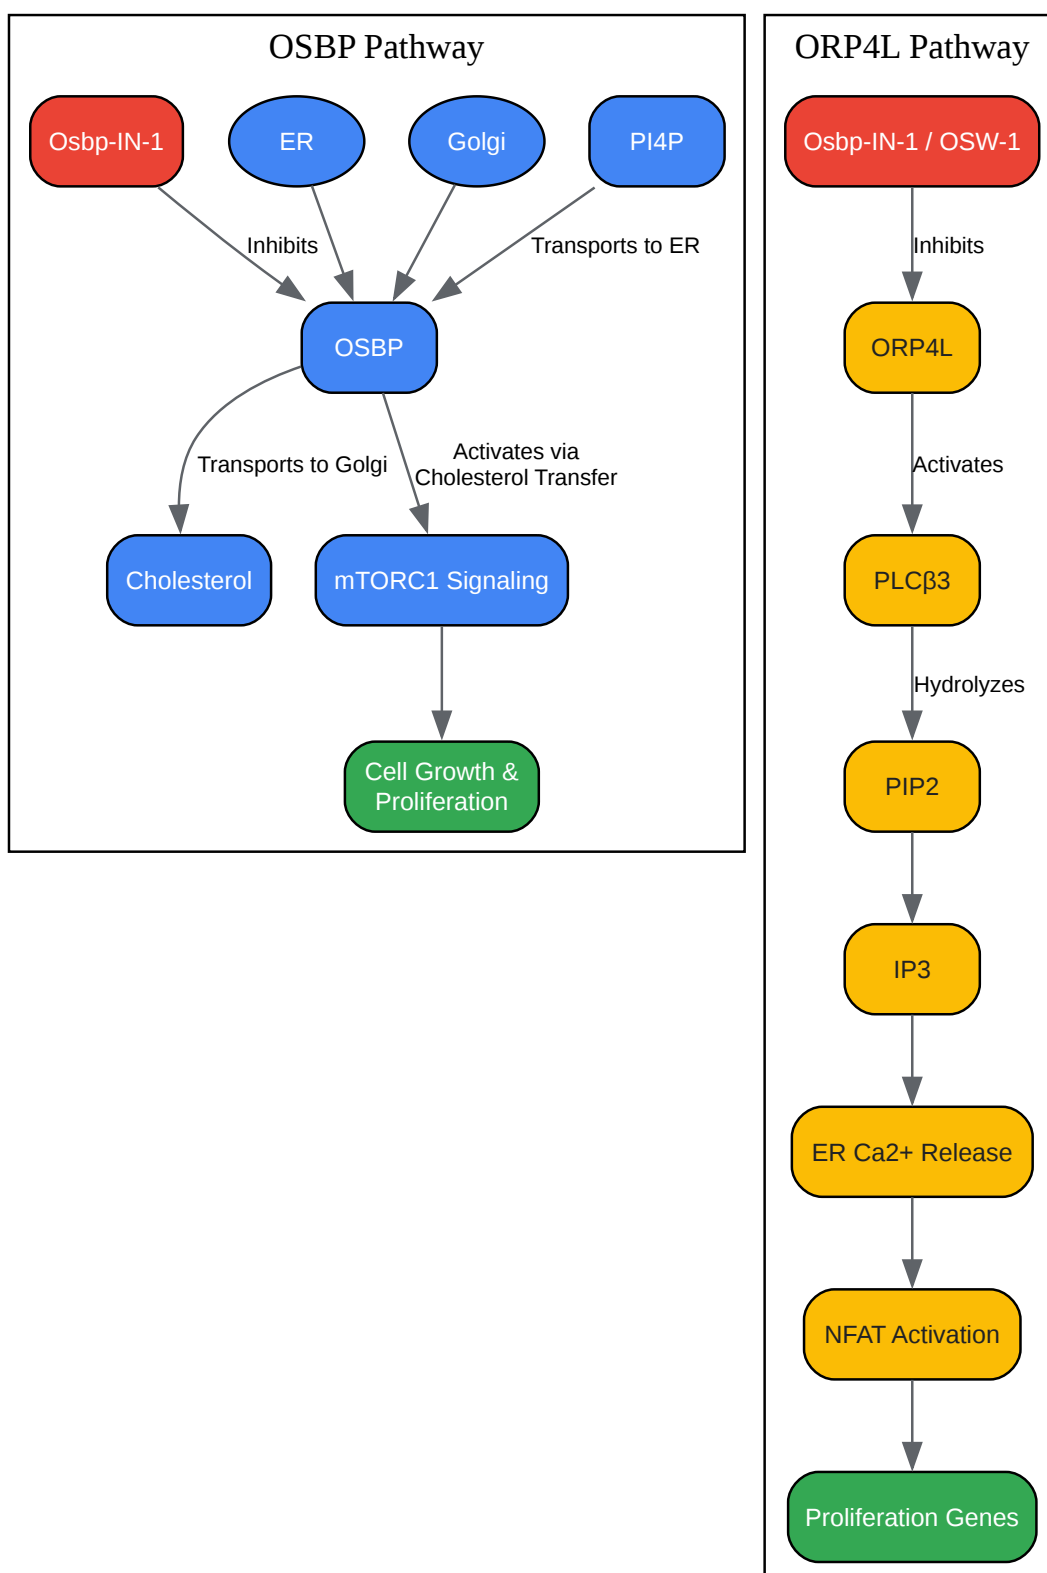 OSBP Pathway
Osbp-IN-1
ER
Golgi
PI4P
Inhibits
Transports to ER
OSBP
Transports to Golgi
Activates via
Cholesterol Transfer
Cholesterol
mTORC1 Signaling
Cell Growth &
Proliferation
ORP4L Pathway
Osbp-IN-1 / OSW-1
Inhibits
ORP4L
Activates
PLCβ3
Hydrolyzes
PIP2
IP3
ER Ca2+ Release
NFAT Activation
Proliferation Genes